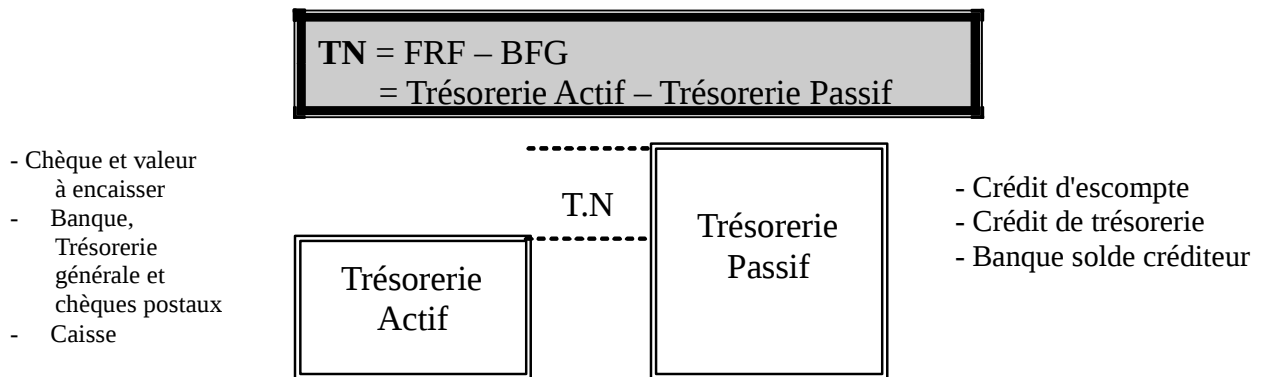 TN = FRF – BFG
= Trésorerie Actif – Trésorerie Passif
- Chèque et valeur
à encaisser
- Banque,
Trésorerie
générale et
chèques postaux
- Caisse
T.N
Trésorerie
Actif
Trésorerie
Passif
- Crédit d'escompte
- Crédit de trésorerie
- Banque solde créditeur